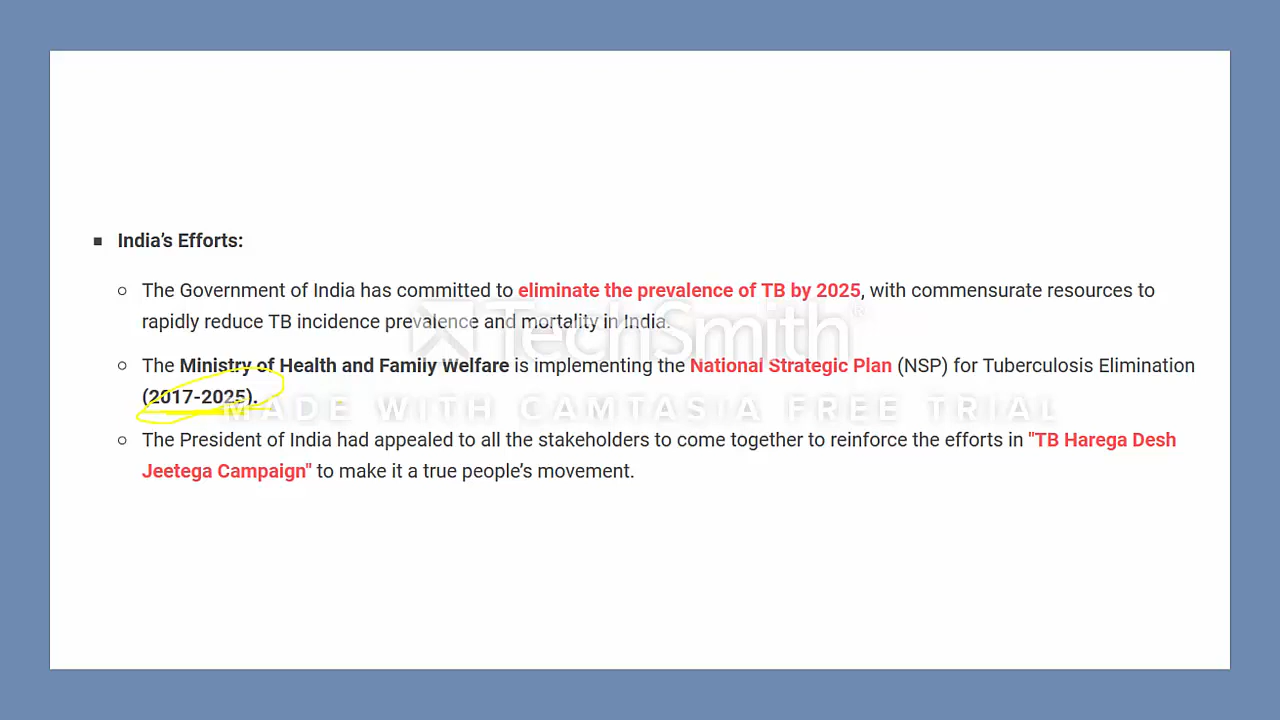 India’s Efforts:
The Government of India has committed to eliminate the prevalence of TB by 2025, with commensurate resources to
rapidly reduce TB incidence prevalence and mortality in India.
TechSmith®
The Ministry of Health and Family Welfare is implementing the National Strategic Plan (NSP) for Tuberculosis Elimination
(2017-2025).
MADE WITH CAMTASIA FREE TRIAL
The President of India had appealed to all the stakeholders to come together to reinforce the efforts in "TB Harega Desh
Jeetega Campaign" to make it a true people’s movement.